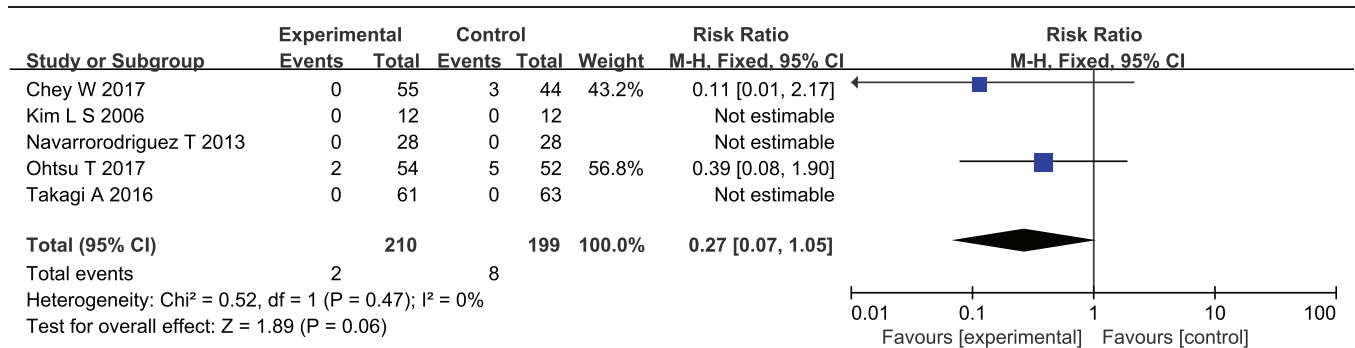 Experimental Control Risk Ratio Risk Ratio
Study or Subgroup Events Total Events Total Weight M-H, Fixed, 95% CI M-H, Fixed, 95% CI
Chey W 2017 0 55 3 44 43.2% 0.11 [0.01, 2.17]
Kim L S 2006 0 12 0 12 Not estimable
Navarrorodriguez T 2013 0 28 0 28 Not estimable
Ohtsu T 2017 2 54 5 52 56.8% 0.39 [0.08, 1.90]
Takagi A 2016 0 61 0 63 Not estimable
Total (95% CI) 210 199 100.0% 0.27 [0.07, 1.05]
Total events 2 8
Heterogeneity: Chi² = 0.52, df = 1 (P = 0.47); I² = 0%
Test for overall effect: Z = 1.89 (P = 0.06)
0.01 0.1 1 10 100
Favours [experimental] Favours [control]